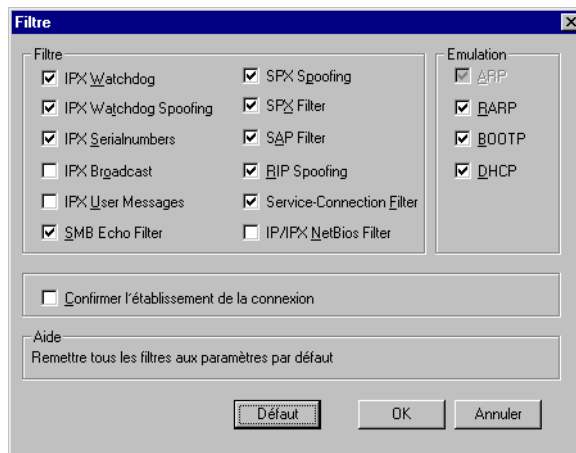 Filtre
Filtre
IPX Watchdog
IPX Watchdog Spoofing
IPX Serialnumbers
IPX Broadcast
IPX User Messages
SMB Echo Filter
SPX Spoofing
SPX Filter
SAP Filter
RIP Spoofing
Service-Connection Filter
IP/IPX NetBios Filter
Emulation
ARP
RARP
BOOTP
DHCP
Confirmer l'établissement de la connexion
Aide
Remettre tous les filtres aux paramètres par défaut
Défaut
OK
Annuler